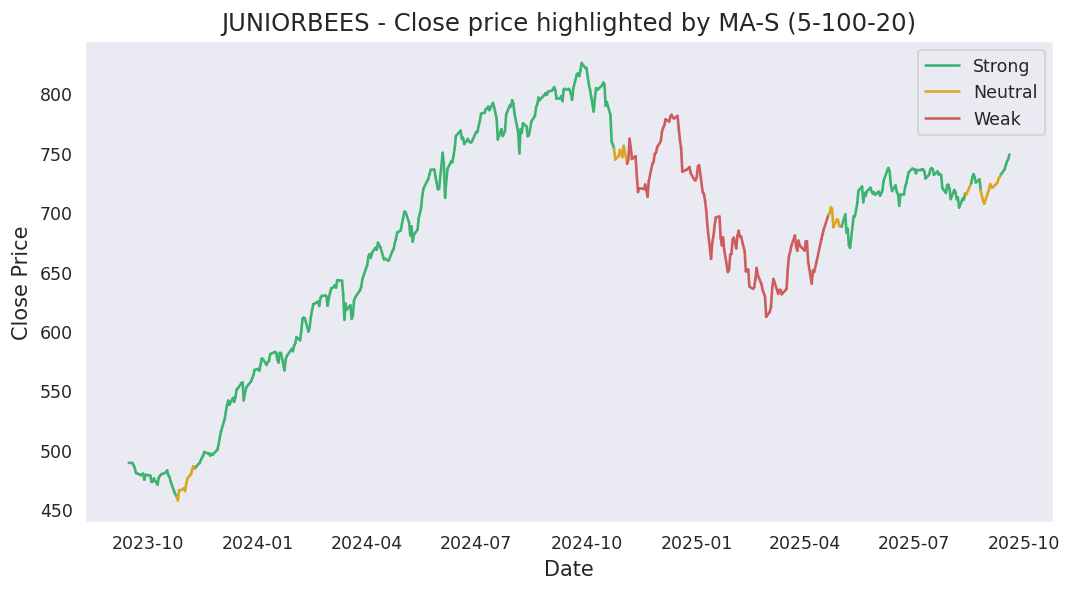 JUNIORBEES - Close price highlighted by MA-S (5-100-20)
Strong
Neutral
Weak
Close Price
800
750
700
650
600
550
500
450
2023-10 2024-01 2024-04 2024-07 2024-10 2025-01 2025-04 2025-07 2025-10
Date